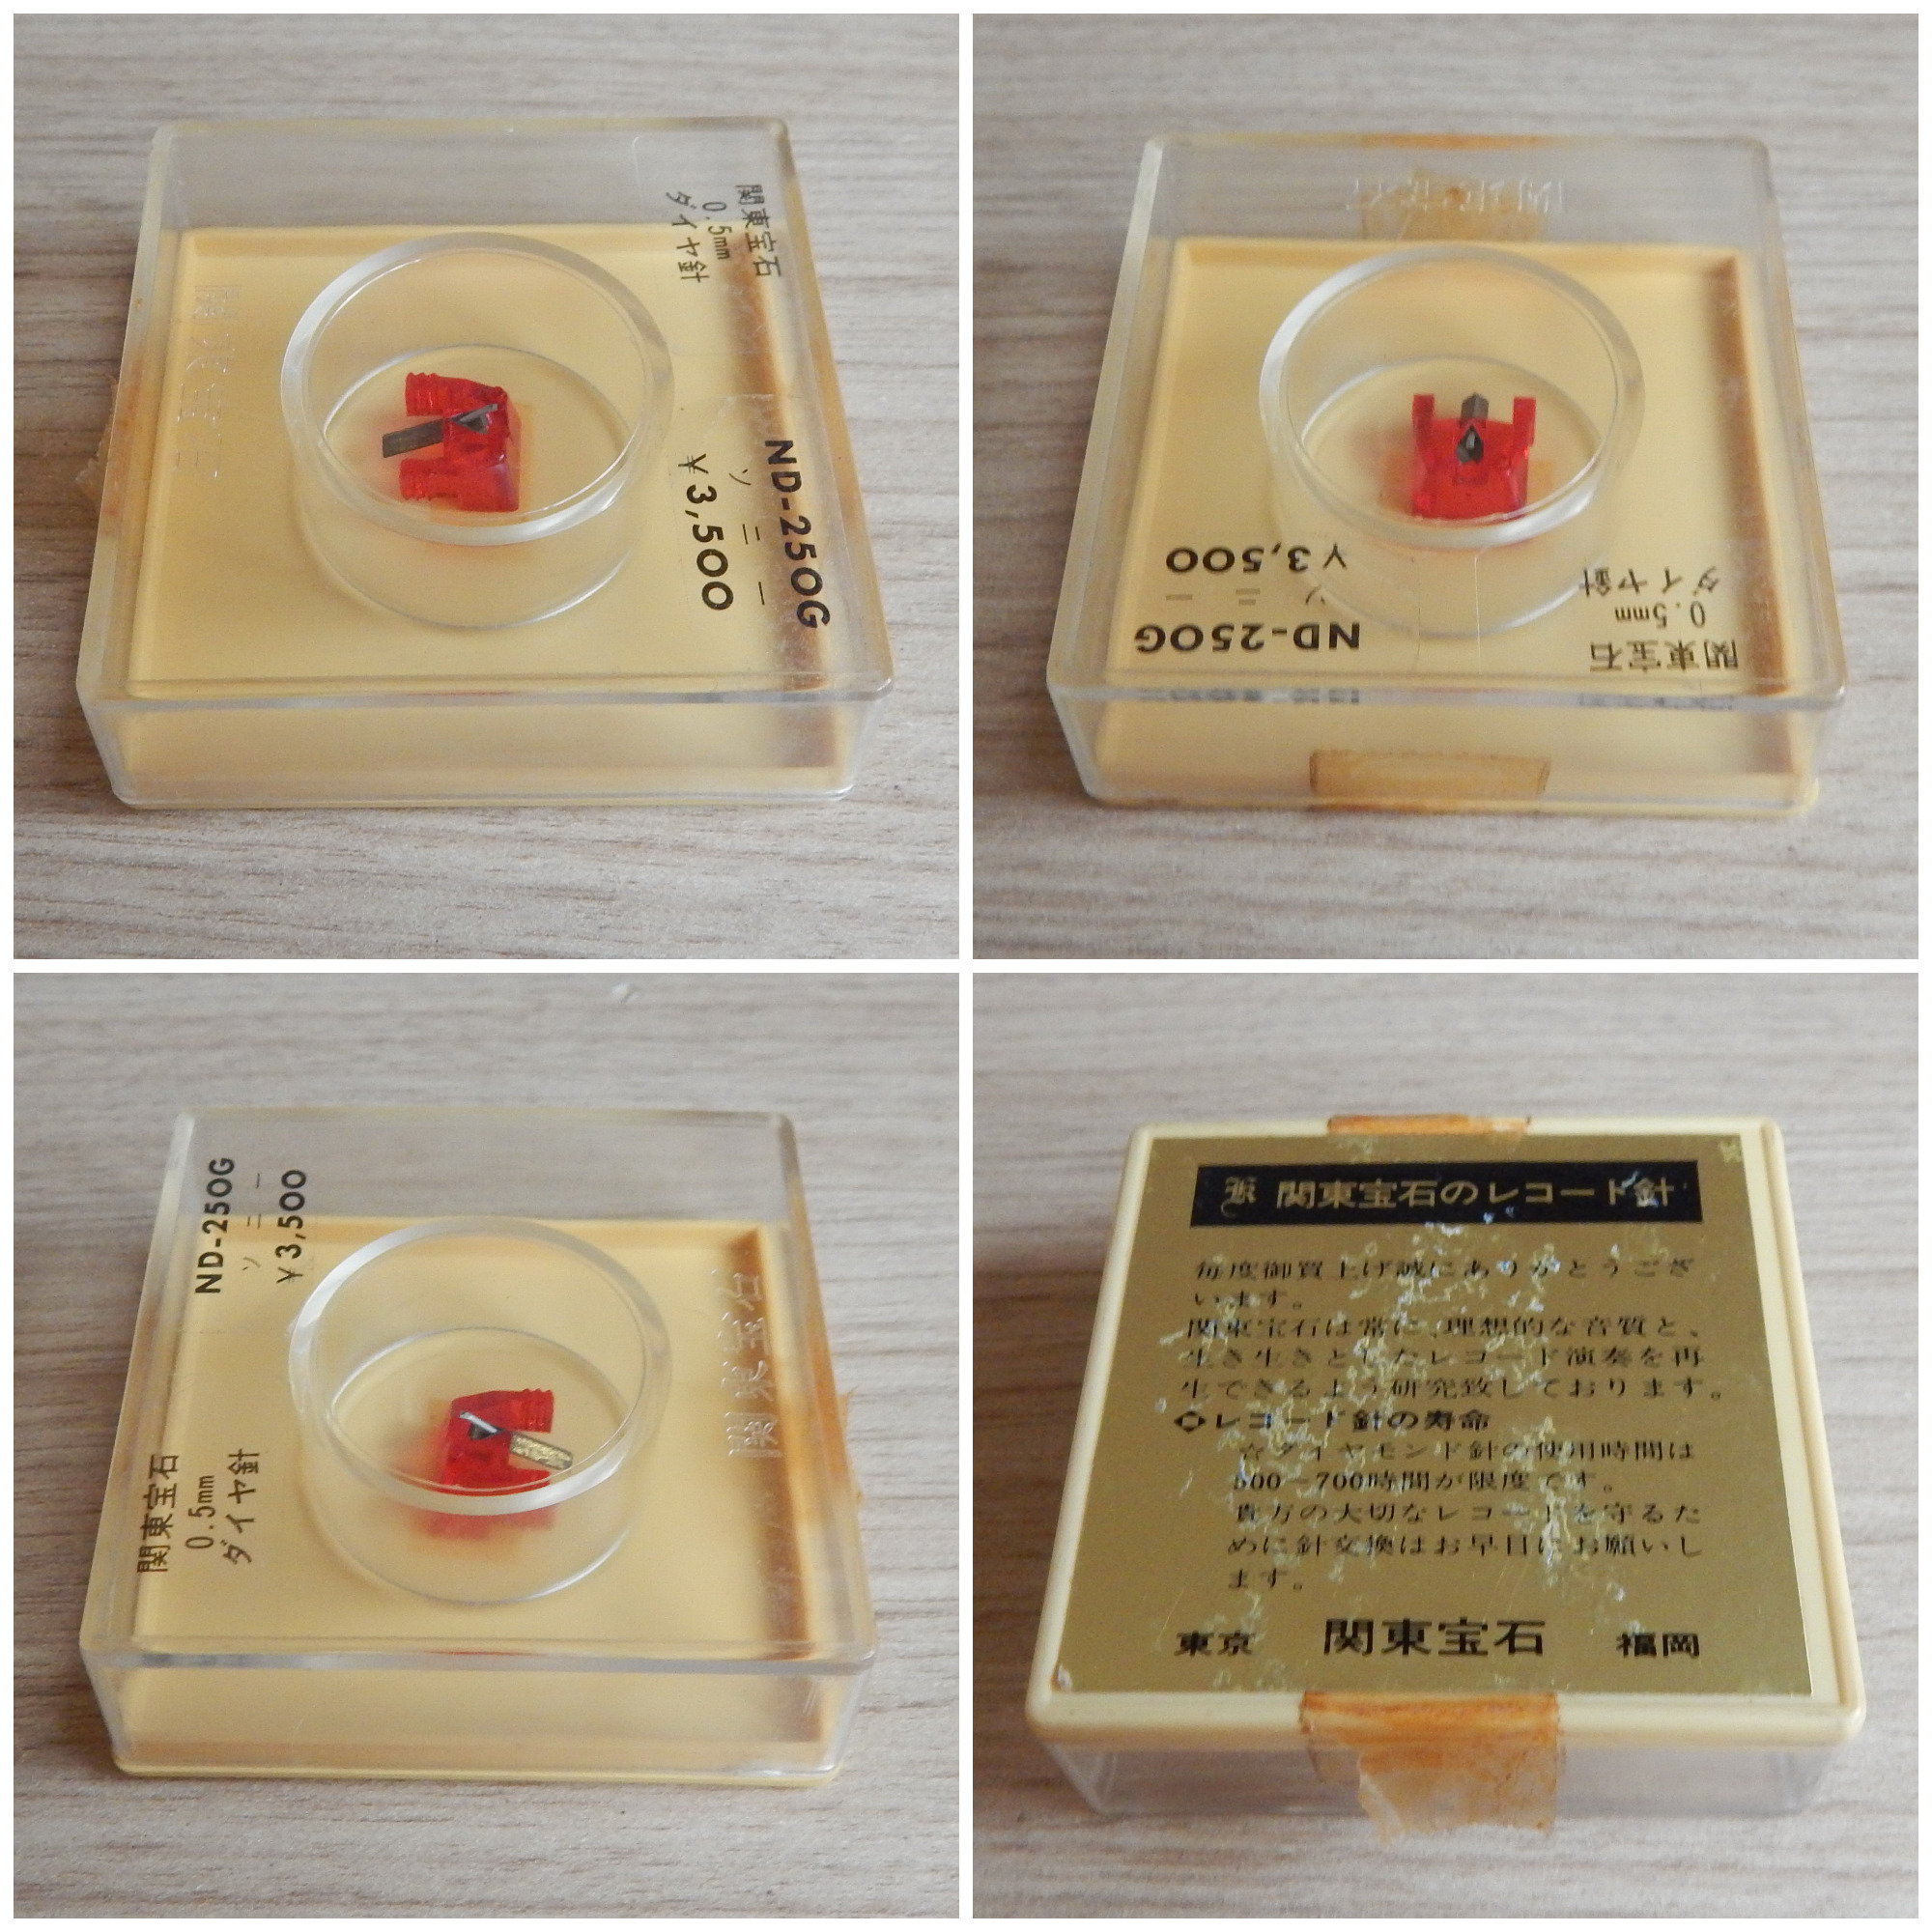 関東宝石
0.5mm
ダイヤ針
ND-250G
ソニー
¥3,500
ND-250G
ソニー
¥3,500
関東宝石
0.5mm
ダイヤ針
関東宝石
ND-250G
ソニー
¥3,500
関東宝石
0.5mm
ダイヤ針
関東宝石
関東宝石のレコード針
毎度御買上げ誠にありがとうござ
います。
関東宝石は常に、理想的な音質と、
生き生きとしたレコード演奏を再
生できるよう研究致しております。
◇レコード針の寿命
☆ダイヤモンド針の使用時間は
500−700時間が限度です。
貴方の大切なレコードを守るた
めに針交換はお早目にお願いし
ます。
東京 関東宝石 福岡